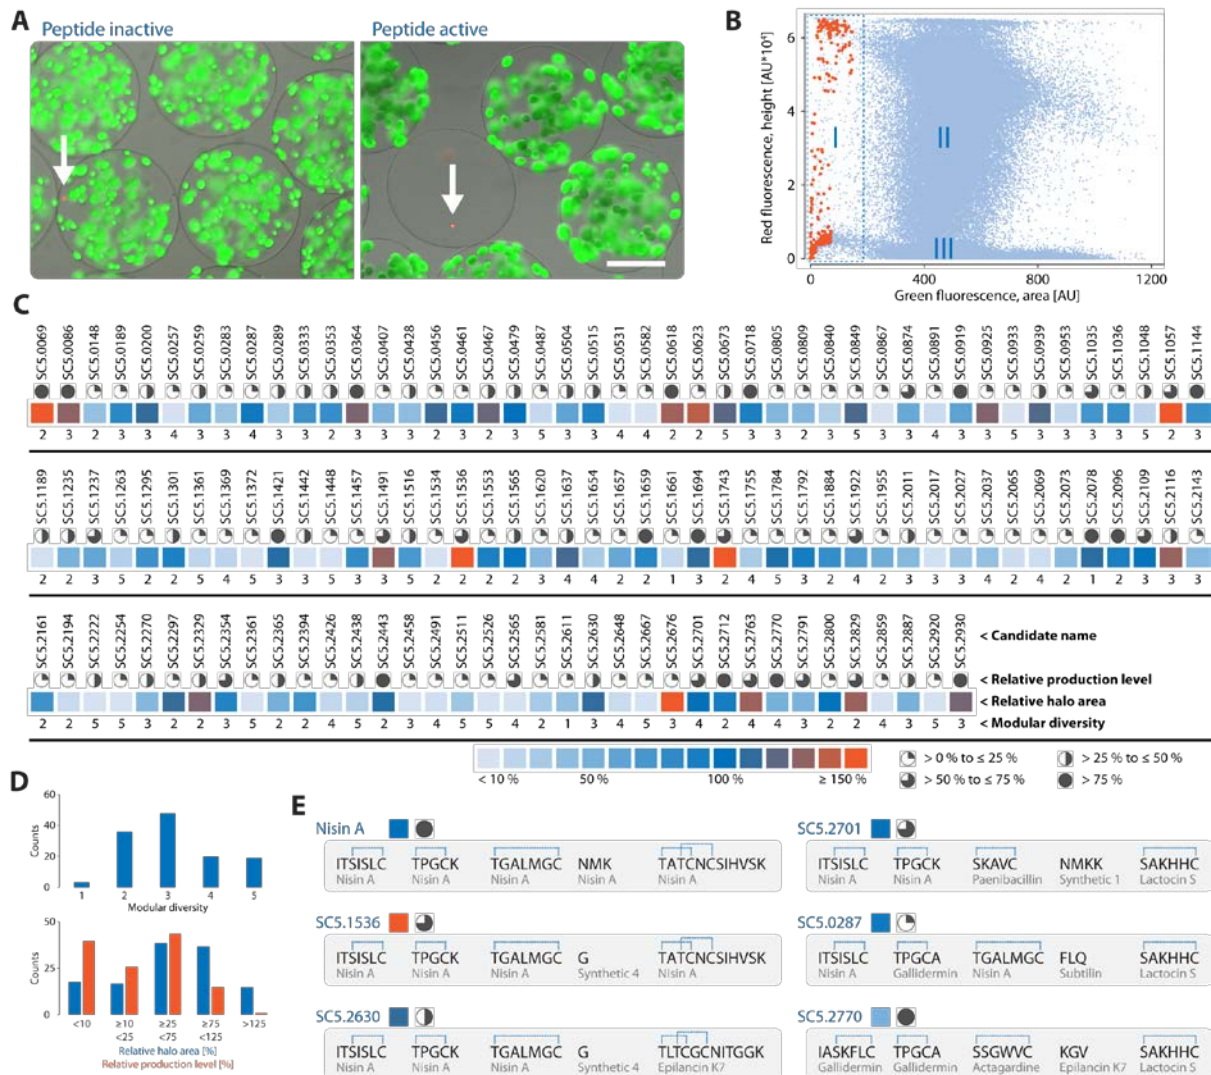 A
Peptide inactive
Peptide active
B
Red fluorescence, height [AU*10⁴]
6
4
2
0
I
II
III
0
400
800
1200
Green fluorescence, area [AU]
C
SC5.0069 SC5.0086 SC5.0148 SC5.0189 SC5.0200 SC5.0257 SC5.0259 SC5.0283 SC5.0287 SC5.0289 SC5.0333 SC5.0353 SC5.0364 SC5.0407 SC5.0428 SC5.0456 SC5.0461 SC5.0467 SC5.0479 SC5.0487 SC5.0504 SC5.0515 SC5.0531 SC5.0582 SC5.0618 SC5.0623 SC5.0673 SC5.0718 SC5.0805 SC5.0809 SC5.0840 SC5.0849 SC5.0867 SC5.0874 SC5.0891 SC5.0919 SC5.0925 SC5.0933 SC5.0939 SC5.0953 SC5.1035 SC5.1036 SC5.1048 SC5.1057 SC5.1144
2 3 2 3 3 4 3 3 4 3 3 2 3 3 3 2 3 2 3 5 3 3 4 4 2 2 3 3 3 2 3 5 3 3 4 3 3 5 3 3 3 3 5 2 3
SC5.1189 SC5.1235 SC5.1237 SC5.1263 SC5.1295 SC5.1301 SC5.1361 SC5.1369 SC5.1372 SC5.1421 SC5.1442 SC5.1448 SC5.1457 SC5.1491 SC5.1516 SC5.1534 SC5.1536 SC5.1553 SC5.1565 SC5.1620 SC5.1637 SC5.1654 SC5.1657 SC5.1659 SC5.1661 SC5.1694 SC5.1743 SC5.1755 SC5.1784 SC5.1792 SC5.1884 SC5.1922 SC5.1955 SC5.2011 SC5.2017 SC5.2027 SC5.2037 SC5.2065 SC5.2069 SC5.2073 SC5.2078 SC5.2096 SC5.2109 SC5.2116 SC5.2143
2 2 3 5 2 2 5 4 5 3 3 5 3 3 5 2 2 2 2 3 4 4 2 2 1 3 2 4 5 3 2 4 2 3 3 3 4 2 4 2 1 2 3 2 3
SC5.2161 SC5.2194 SC5.2222 SC5.2254 SC5.2270 SC5.2297 SC5.2329 SC5.2354 SC5.2361 SC5.2365 SC5.2394 SC5.2426 SC5.2438 SC5.2443 SC5.2458 SC5.2491 SC5.2511 SC5.2526 SC5.2565 SC5.2581 SC5.2611 SC5.2630 SC5.2648 SC5.2667 SC5.2676 SC5.2701 SC5.2712 SC5.2763 SC5.2770 SC5.2791 SC5.2800 SC5.2829 SC5.2859 SC5.2887 SC5.2920 SC5.2930
< Candidate name
< Relative production level
< Relative halo area
2 2 5 5 3 2 2 3 2 2 4 5 2 2 3 4 5 5 4 2 1 3 4 5 3 4 2 4 4 3 2 2 4 3 5 3
< Modular diversity
< 10 %
50 %
100 %
≥ 150 %
> 0 % to ≤ 25 %
> 25 % to ≤ 50 %
> 50 % to ≤ 75 %
> 75 %
D
Counts
60
40
20
0
1 2 3 4 5
Modular diversity
Counts
50
25
0
<10
≥10 <25
≥25 <75
≥75 <125
>125
Relative halo area [%]
Relative production level [%]
E
Nisin A
ITSISLC TPGCK TGALMGC NMK TATCNCSIHVSK
Nisin A Nisin A Nisin A Nisin A Nisin A
SC5.2701
ITSISLC TPGCK SKAVC NMKK SAKHHC
Nisin A Nisin A Paenibacillin Synthetic 1 Lactocin S
SC5.1536
ITSISLC TPGCK TGALMGC G TATCNCSIHVSK
Nisin A Nisin A Nisin A Synthetic 4 Nisin A
SC5.0287
ITSISLC TPGCA TGALMGC FLQ SAKHHC
Nisin A Gallidermin Nisin A Subtilin Lactocin S
SC5.2630
ITSISLC TPGCK TGALMGC G TLTCGCNITGGK
Nisin A Nisin A Nisin A Synthetic 4 Epilancin K7
SC5.2770
IASKFLC TPGCA SSGWVC KGV SAKHHC
Gallidermin Gallidermin Actagardine Epilancin K7 Lactocin S